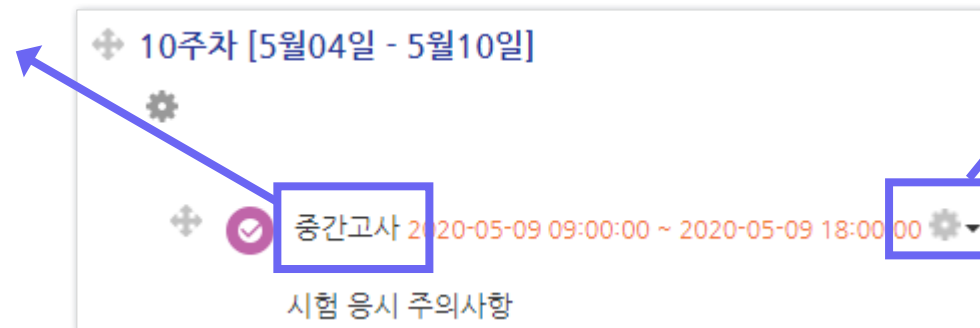 10주차 [5월04일 - 5월10일]
중간고사 2020-05-09 09:00:00 ~ 2020-05-09 18:00:00
시험 응시 주의사항